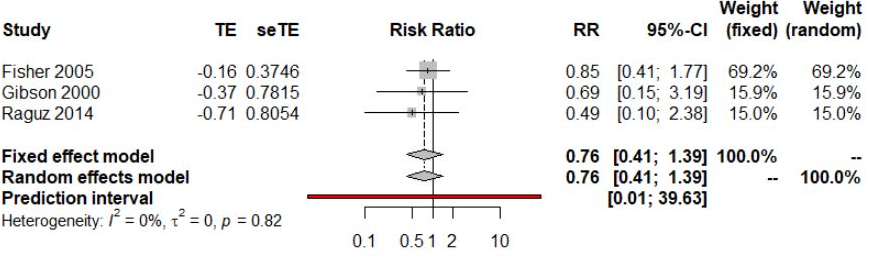 Weight Weight
Study TE seTE Risk Ratio RR 95%-CI (fixed) (random)
Fisher 2005 -0.16 0.3746 0.85 [0.41; 1.77] 69.2% 69.2%
Gibson 2000 -0.37 0.7815 0.69 [0.15; 3.19] 15.9% 15.9%
Raguz 2014 -0.71 0.8054 0.49 [0.10; 2.38] 15.0% 15.0%
Fixed effect model 0.76 [0.41; 1.39] 100.0% --
Random effects model 0.76 [0.41; 1.39] -- 100.0%
Prediction interval [0.01; 39.63]
Heterogeneity: I² = 0%, τ² = 0, p = 0.82
0.1 0.5 1 2 10